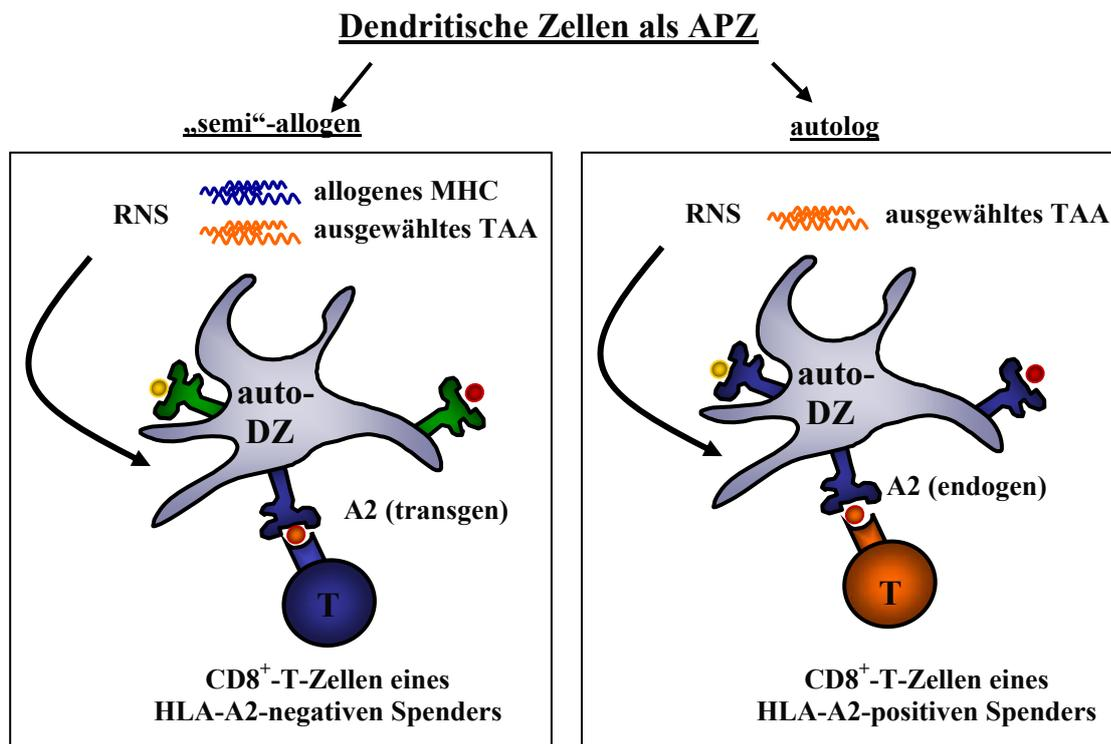 Dendritische Zellen als APZ
„semi“-allogen
autolog
RNS
allogenes MHC
ausgewähltes TAA
auto-
DZ
A2 (transgen)
T
CD8⁺-T-Zellen eines
HLA-A2-negativen Spenders
RNS
ausgewähltes TAA
auto-
DZ
A2 (endogen)
T
CD8⁺-T-Zellen eines
HLA-A2-positiven Spenders